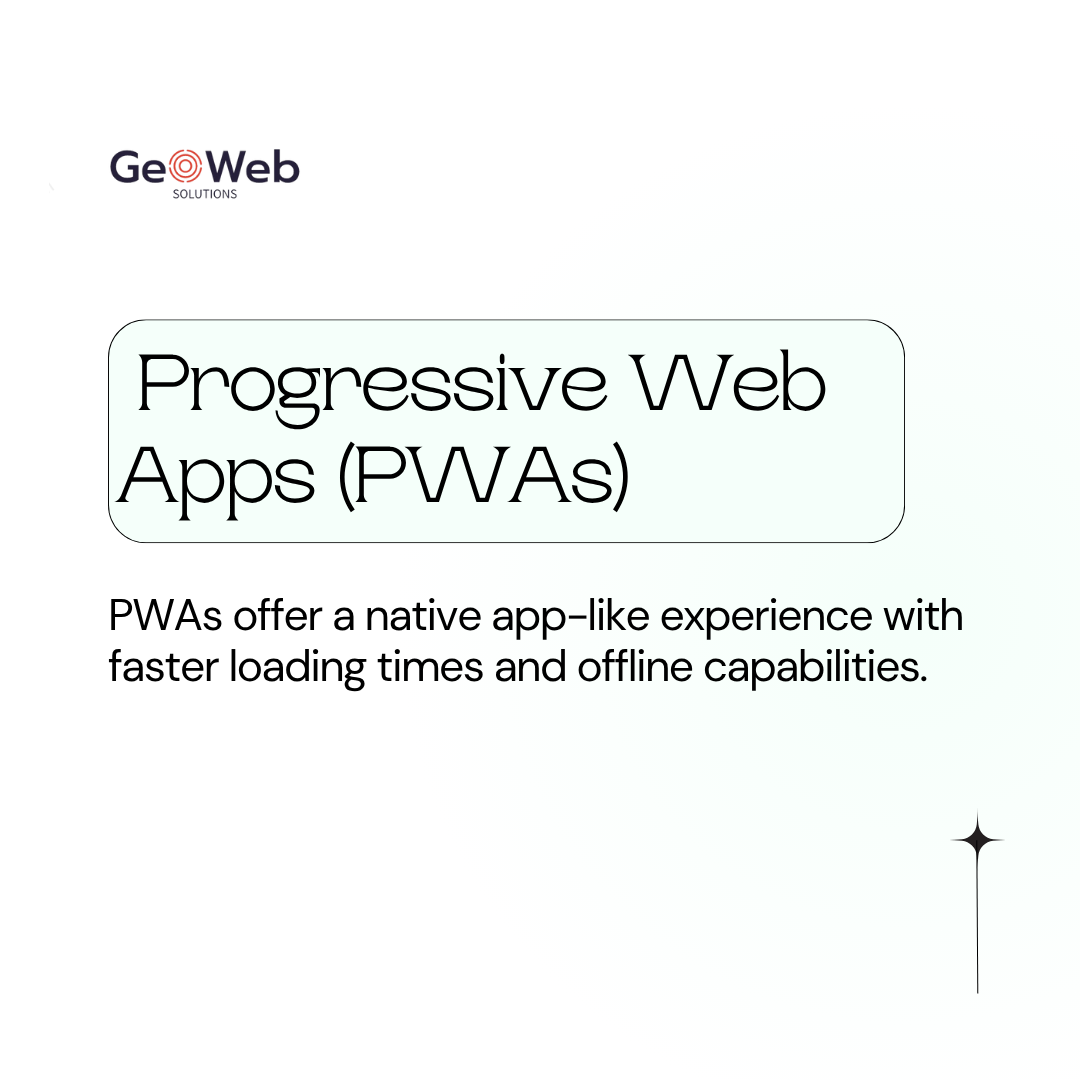 GeoWeb
SOLUTIONS
Progressive Web
Apps (PWAs)
PWAs offer a native app-like experience with
faster loading times and offline capabilities.